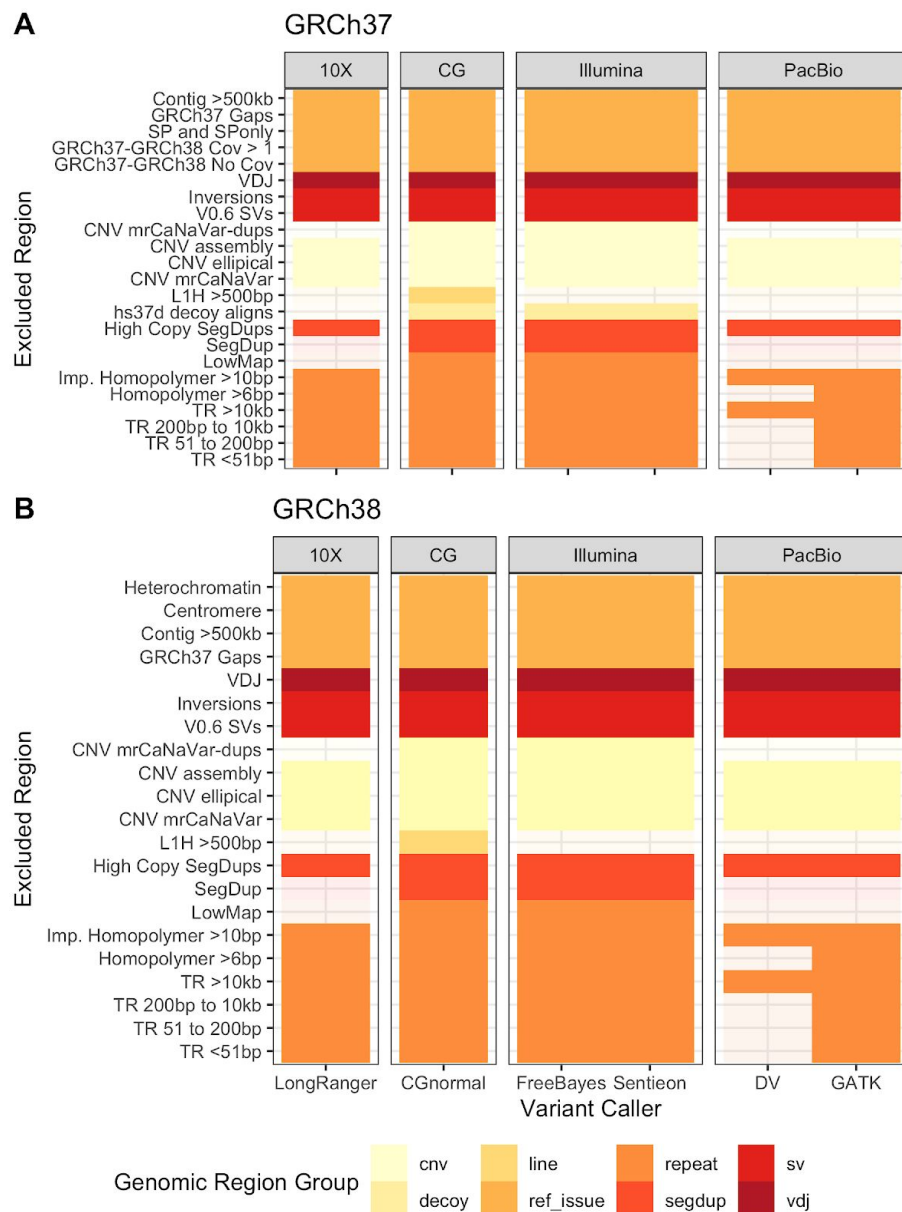 A
GRCh37
10X CG Illumina PacBio
Excluded Region
Contig >500kb
GRCh37 Gaps
SP and SPonly
GRCh37-GRCh38 Cov > 1
GRCh37-GRCh38 No Cov
VDJ
Inversions
V0.6 SVs
CNV mrCaNaVar-dups
CNV assembly
CNV ellipical
CNV mrCaNaVar
L1H >500bp
hs37d decoy aligns
High Copy SegDups
SegDup
LowMap
Imp. Homopolymer >10bp
Homopolymer >6bp
TR >10kb
TR 200bp to 10kb
TR 51 to 200bp
TR <51bp
B
GRCh38
10X CG Illumina PacBio
Excluded Region
Heterochromatin
Centromere
Contig >500kb
GRCh37 Gaps
VDJ
Inversions
V0.6 SVs
CNV mrCaNaVar-dups
CNV assembly
CNV ellipical
CNV mrCaNaVar
L1H >500bp
High Copy SegDups
SegDup
LowMap
Imp. Homopolymer >10bp
Homopolymer >6bp
TR >10kb
TR 200bp to 10kb
TR 51 to 200bp
TR <51bp
LongRanger CGnormal FreeBayes Sentieon DV GATK
Variant Caller
Genomic Region Group
cnv line repeat sv
decoy ref_issue segdup vdj